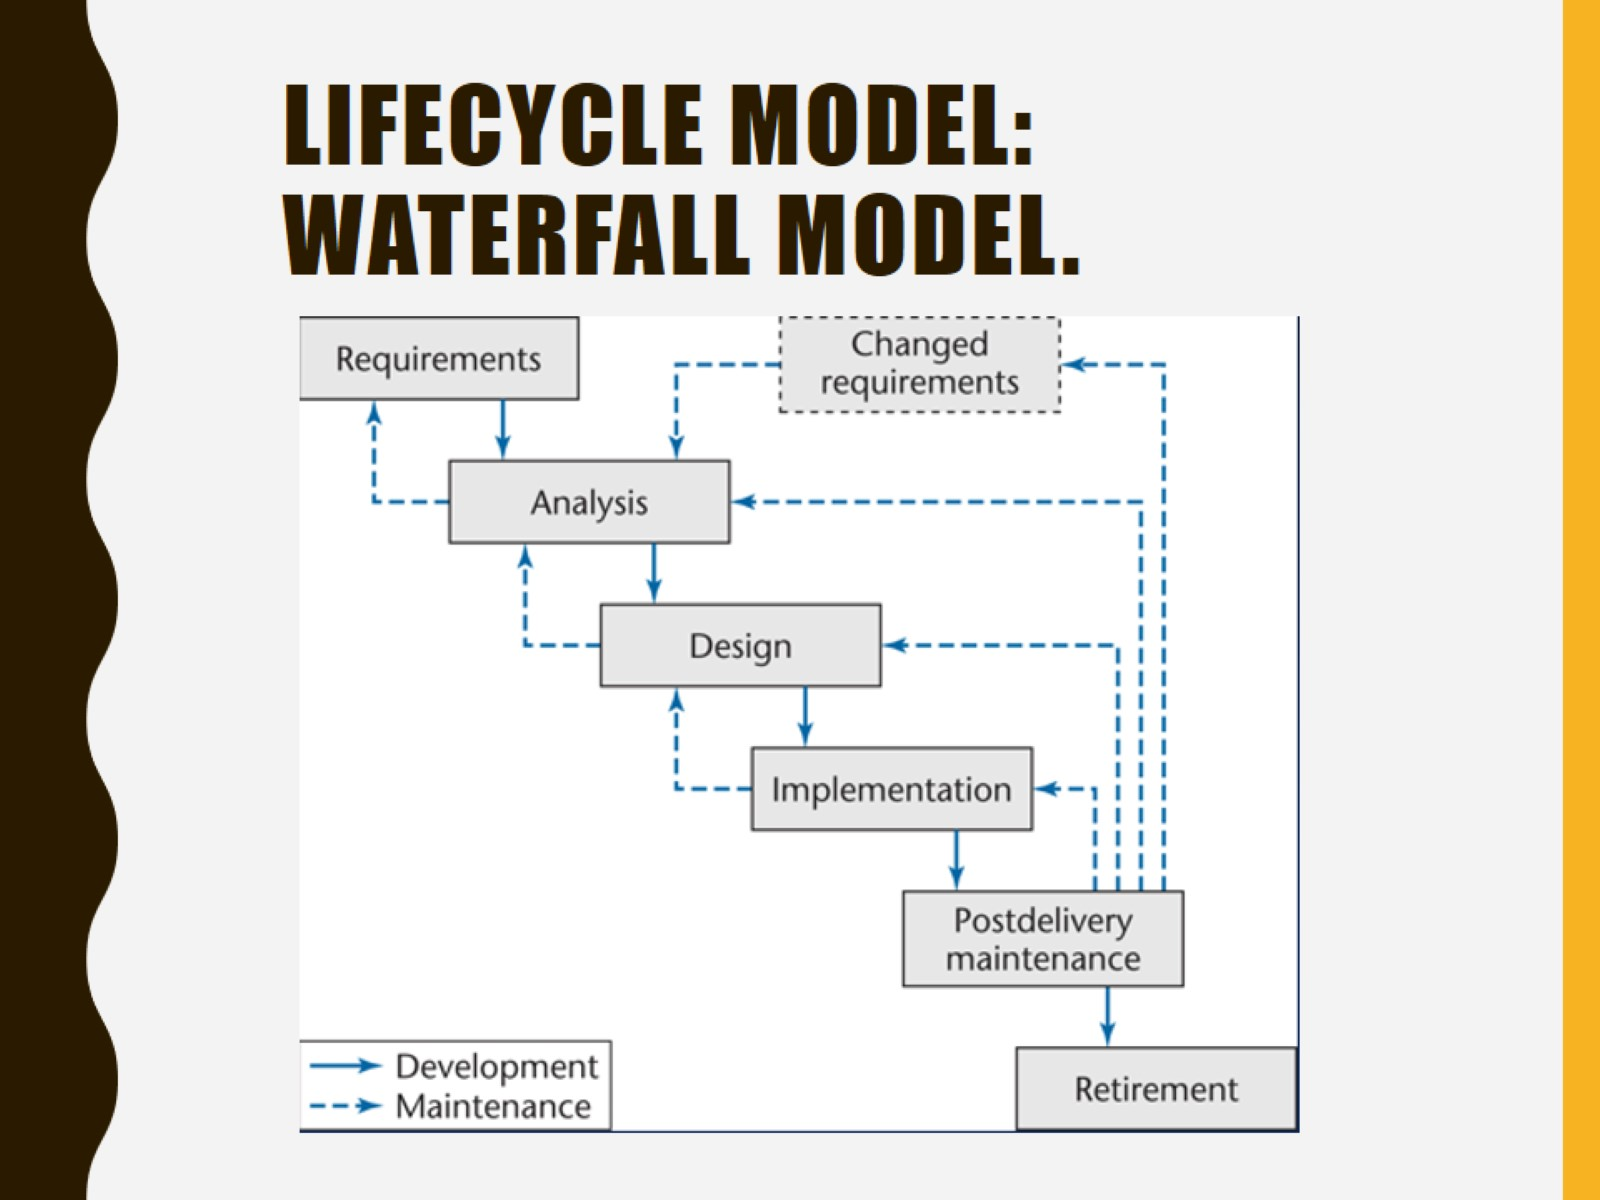 LIFECYCLE MODEL:
WATERFALL MODEL.
Requirements
Changed
requirements
Analysis
Design
Implementation
Postdelivery
maintenance
Retirement
Development
Maintenance